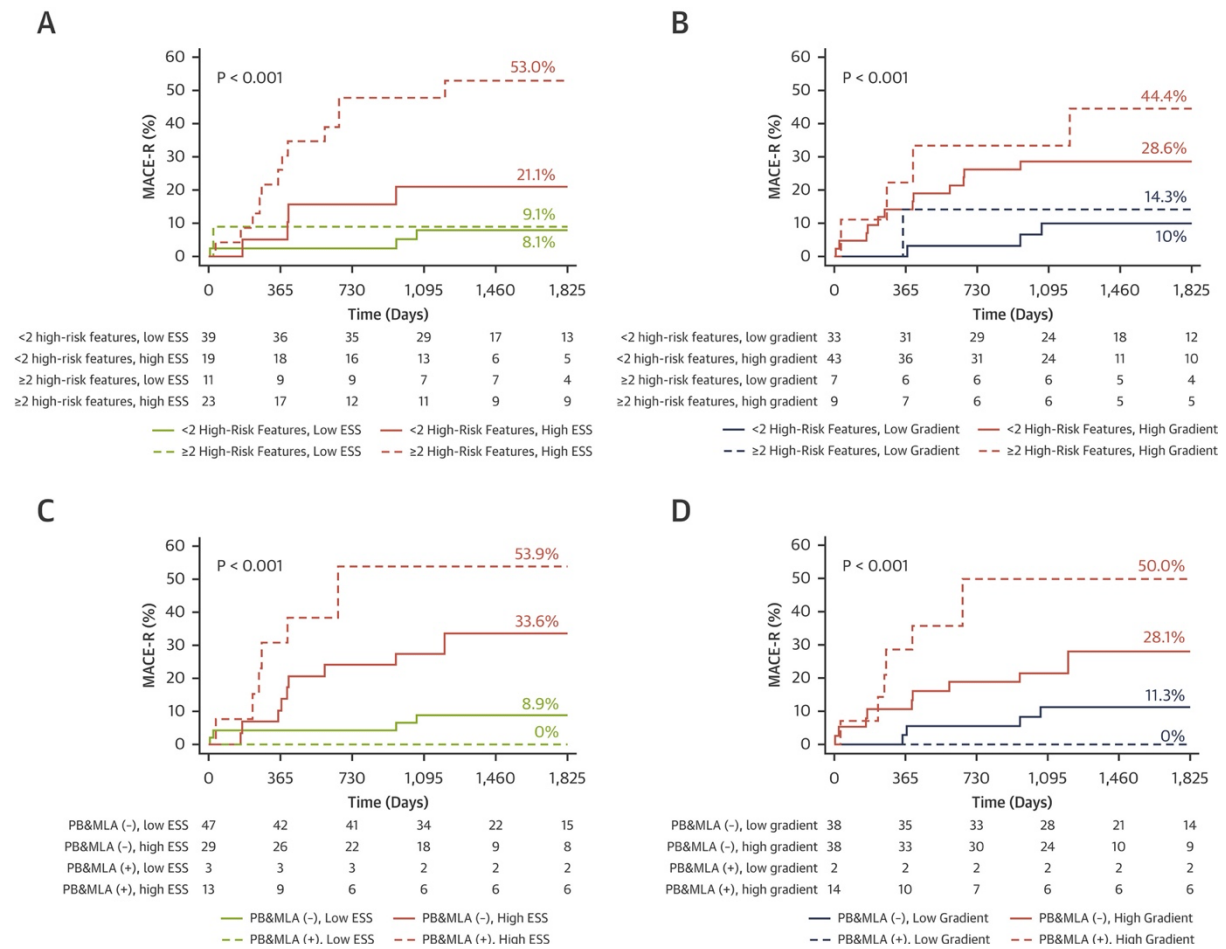 A
P < 0.001
MACE-R (%)
60
50
40
30
20
10
0
53.0%
21.1%
9.1%
8.1%
0 365 730 1,095 1,460 1,825
Time (Days)
<2 high-risk features, low ESS 39 36 35 29 17 13
<2 high-risk features, high ESS 19 18 16 13 6 5
≥2 high-risk features, low ESS 11 9 9 7 7 4
≥2 high-risk features, high ESS 23 17 12 11 9 9
<2 High-Risk Features, Low ESS <2 High-Risk Features, High ESS
≥2 High-Risk Features, Low ESS ≥2 High-Risk Features, High ESS
B
P < 0.001
MACE-R (%)
60
50
40
30
20
10
0
44.4%
28.6%
14.3%
10%
0 365 730 1,095 1,460 1,825
Time (Days)
<2 high-risk features, low gradient 33 31 29 24 18 12
<2 high-risk features, high gradient 43 36 31 24 11 10
≥2 high-risk features, low gradient 7 6 6 6 5 4
≥2 high-risk features, high gradient 9 7 6 6 5 5
<2 High-Risk Features, Low Gradient <2 High-Risk Features, High Gradient
≥2 High-Risk Features, Low Gradient ≥2 High-Risk Features, High Gradient
C
P < 0.001
MACE-R (%)
60
50
40
30
20
10
0
53.9%
33.6%
8.9%
0%
0 365 730 1,095 1,460 1,825
Time (Days)
PB&MLA (–), low ESS 47 42 41 34 22 15
PB&MLA (–), high ESS 29 26 22 18 9 8
PB&MLA (+), low ESS 3 3 3 2 2 2
PB&MLA (+), high ESS 13 9 6 6 6 6
PB&MLA (–), Low ESS PB&MLA (–), High ESS
PB&MLA (+), Low ESS PB&MLA (+), High ESS
D
P < 0.001
MACE-R (%)
60
50
40
30
20
10
0
50.0%
28.1%
11.3%
0%
0 365 730 1,095 1,460 1,825
Time (Days)
PB&MLA (–), low gradient 38 35 33 28 21 14
PB&MLA (–), high gradient 38 33 30 24 10 9
PB&MLA (+), low gradient 2 2 2 2 2 2
PB&MLA (+), high gradient 14 10 7 6 6 6
PB&MLA (–), Low Gradient PB&MLA (–), High Gradient
PB&MLA (+), Low Gradient PB&MLA (+), High Gradient